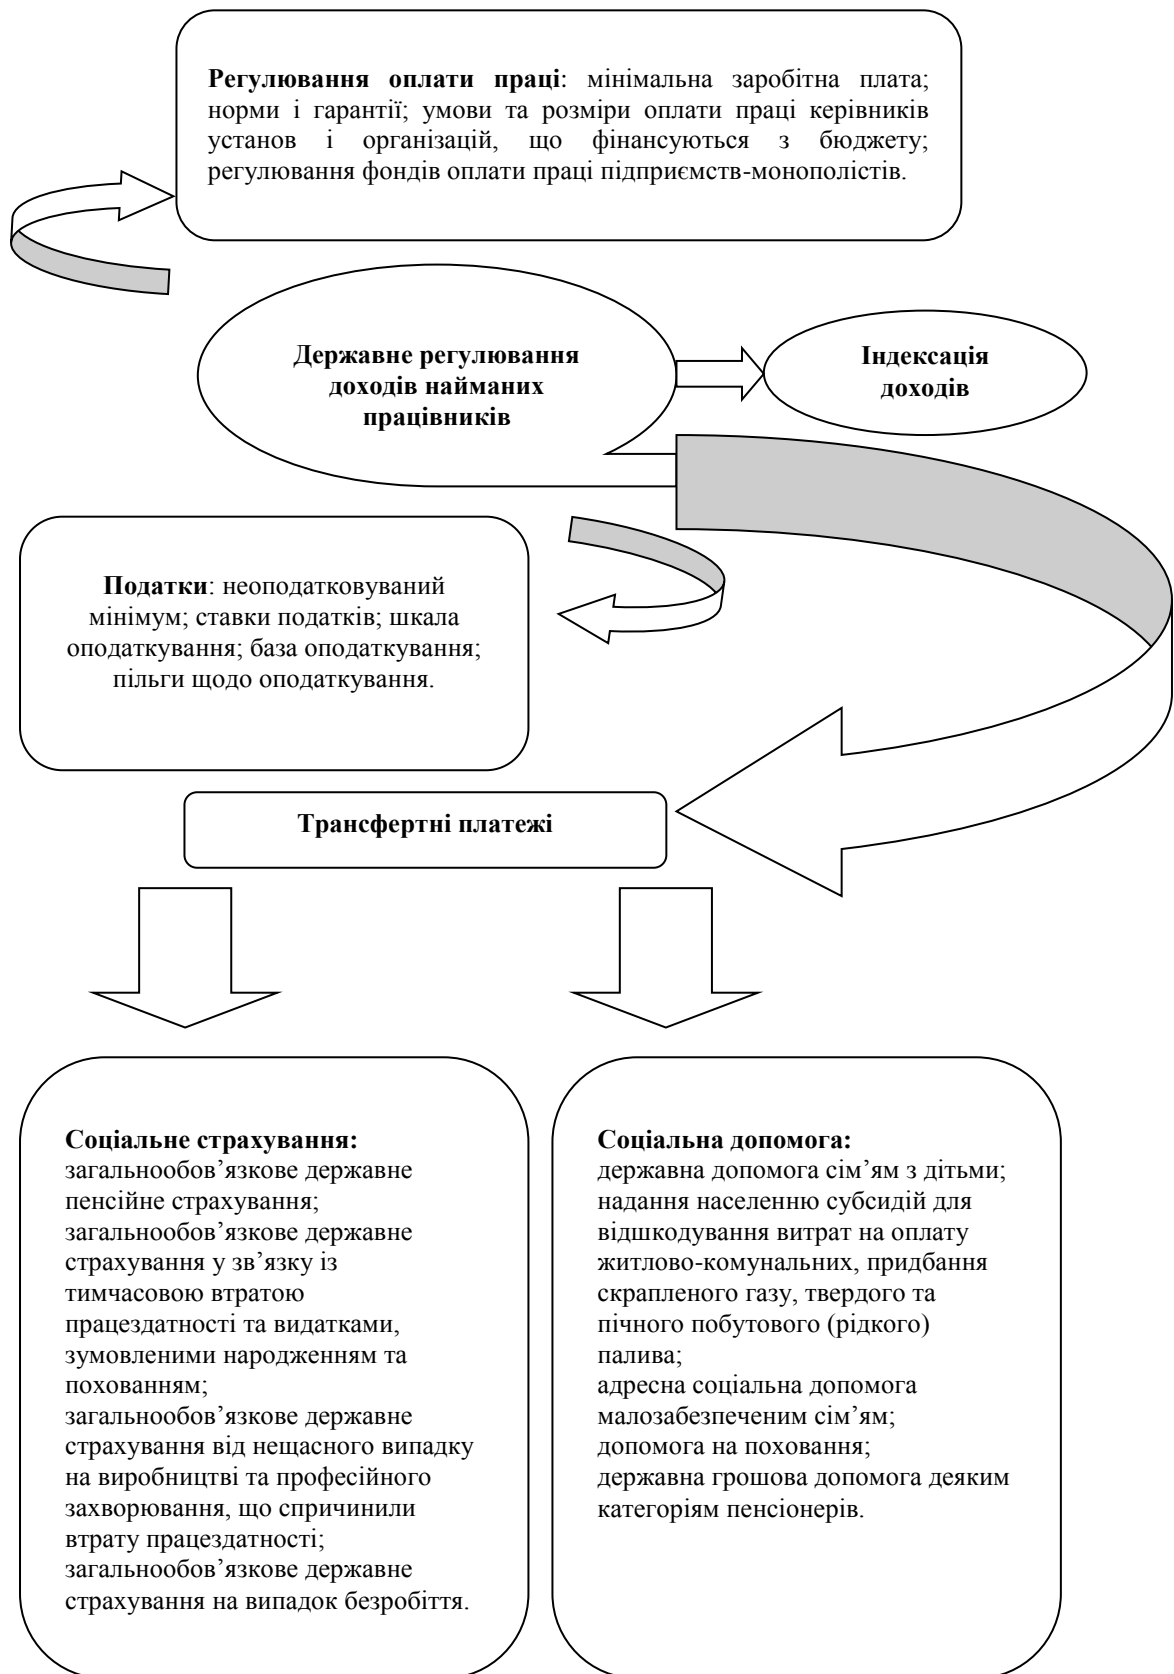 Регулювання оплати праці: мінімальна заробітна плата;
норми і гарантії; умови та розміри оплати праці керівників
установ і організацій, що фінансуються з бюджету;
регулювання фондів оплати праці підприємств-монополістів.
Державне регулювання
доходів найманих
працівників
Індексація
доходів
Податки: неоподатковуваний
мінімум; ставки податків; шкала
оподаткування; база оподаткування;
пільги щодо оподаткування.
Трансфертні платежі
Соціальне страхування:
загальнообов’язкове державне
пенсійне страхування;
загальнообов’язкове державне
страхування у зв’язку із
тимчасовою втратою
працездатності та видатками,
зумовленими народженням та
похованням;
загальнообов’язкове державне
страхування від нещасного випадку
на виробництві та професійного
захворювання, що спричинили
втрату працездатності;
загальнообов’язкове державне
страхування на випадок безробіття.
Соціальна допомога:
державна допомога сім’ям з дітьми;
надання населенню субсидій для
відшкодування витрат на оплату
житлово-комунальних, придбання
скрапленого газу, твердого та
пічного побутового (рідкого)
палива;
адресна соціальна допомога
малозабезпеченим сім’ям;
допомога на поховання;
державна грошова допомога деяким
категоріям пенсіонерів.